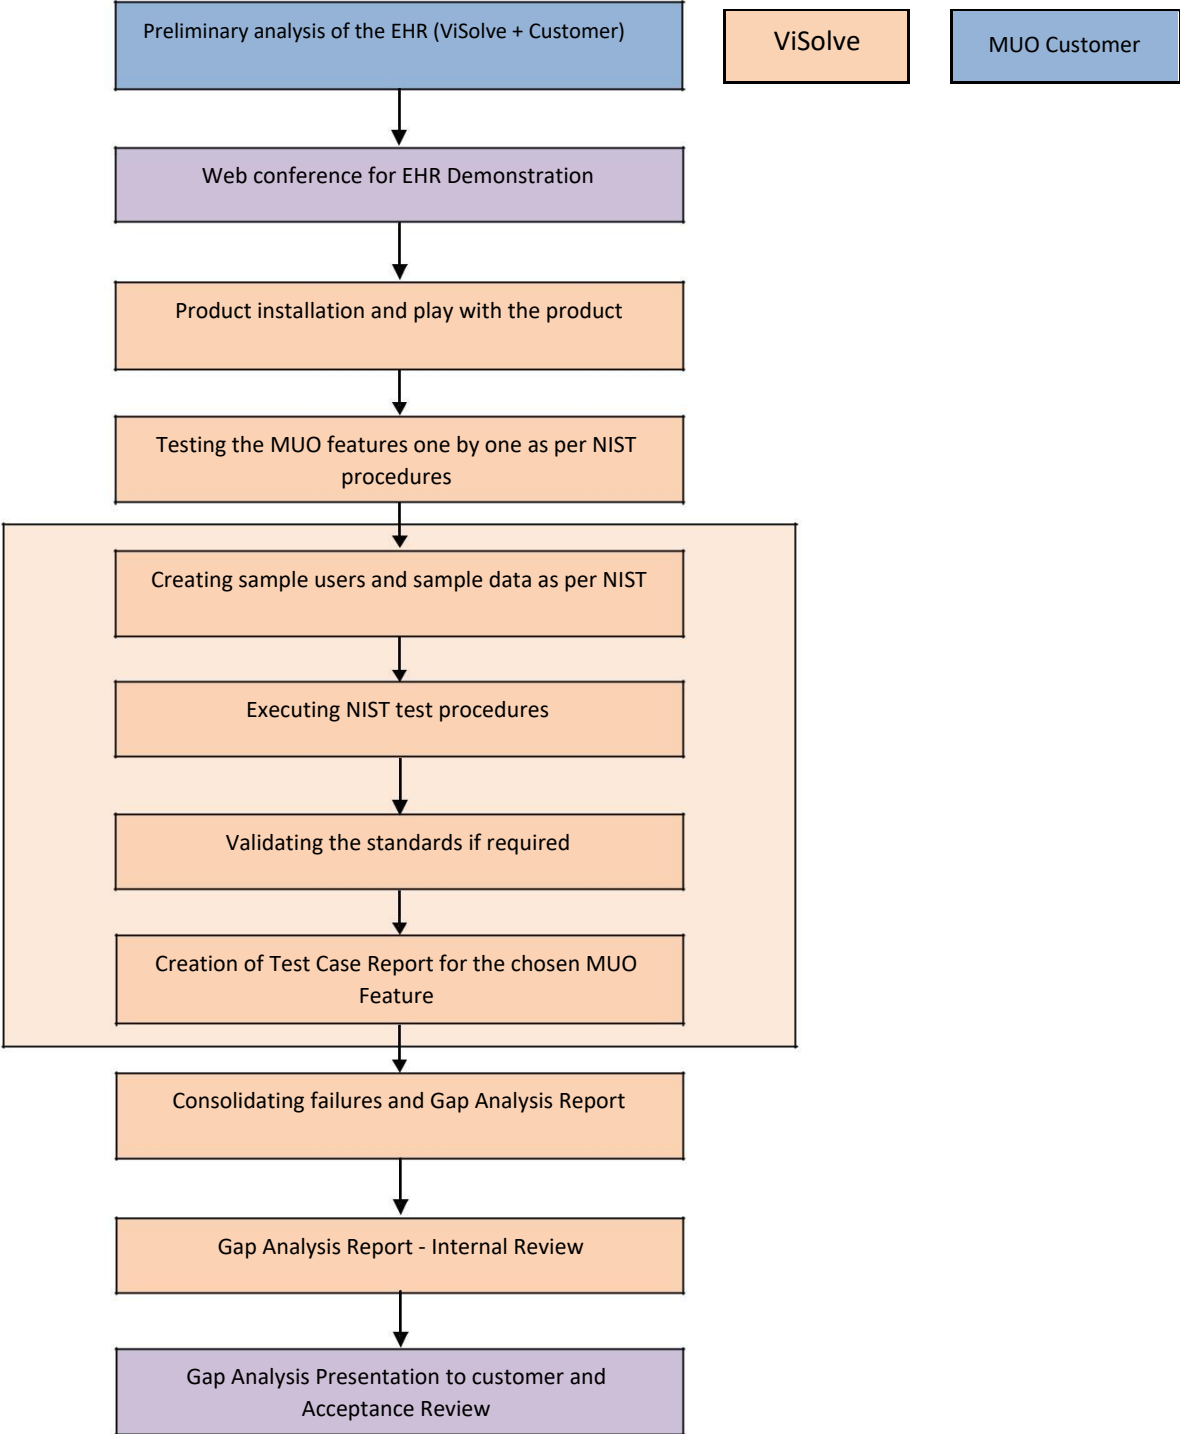 Preliminary analysis of the EHR (ViSolve + Customer)
ViSolve
MUO Customer
Web conference for EHR Demonstration
Product installation and play with the product
Testing the MUO features one by one as per NIST
procedures
Creating sample users and sample data as per NIST
Executing NIST test procedures
Validating the standards if required
Creation of Test Case Report for the chosen MUO
Feature
Consolidating failures and Gap Analysis Report
Gap Analysis Report - Internal Review
Gap Analysis Presentation to customer and
Acceptance Review